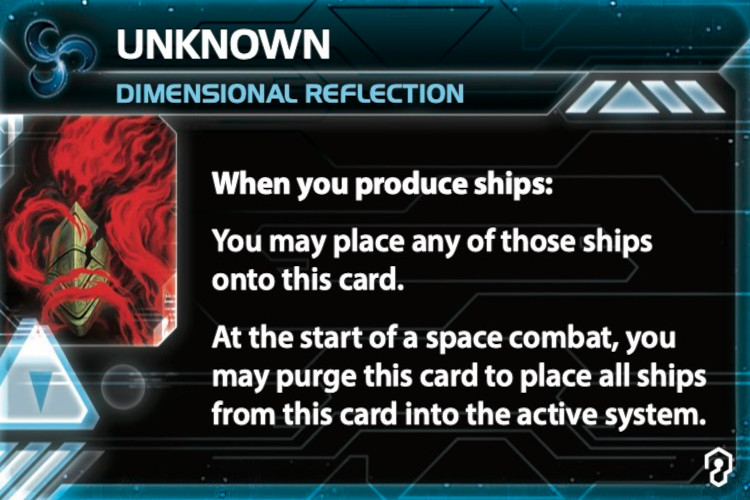 UNKNOWN
DIMENSIONAL REFLECTION
When you produce ships:
You may place any of those ships
onto this card.
At the start of a space combat, you
may purge this card to place all ships
from this card into the active system.